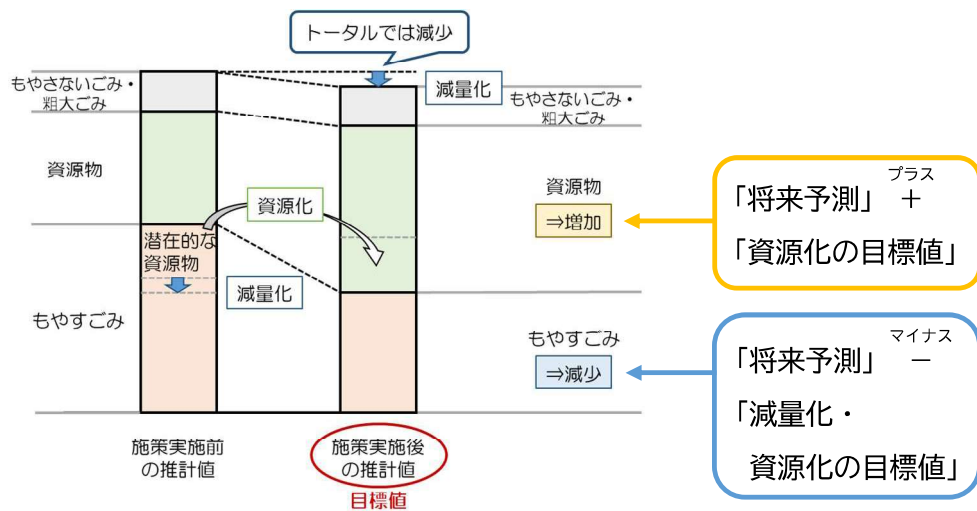 トータルでは減少
減量化
もやさないごみ・
粗大ごみ
もやさないごみ・
粗大ごみ
資源物
資源化
資源物
⇒増加
潜在的な
資源物
減量化
もやすごみ
もやすごみ
⇒減少
施策実施前
の推計値
施策実施後
の推計値
目標値
プラス
「将来予測」 +
「資源化の目標値」
マイナス
「将来予測」 －
「減量化・
資源化の目標値」